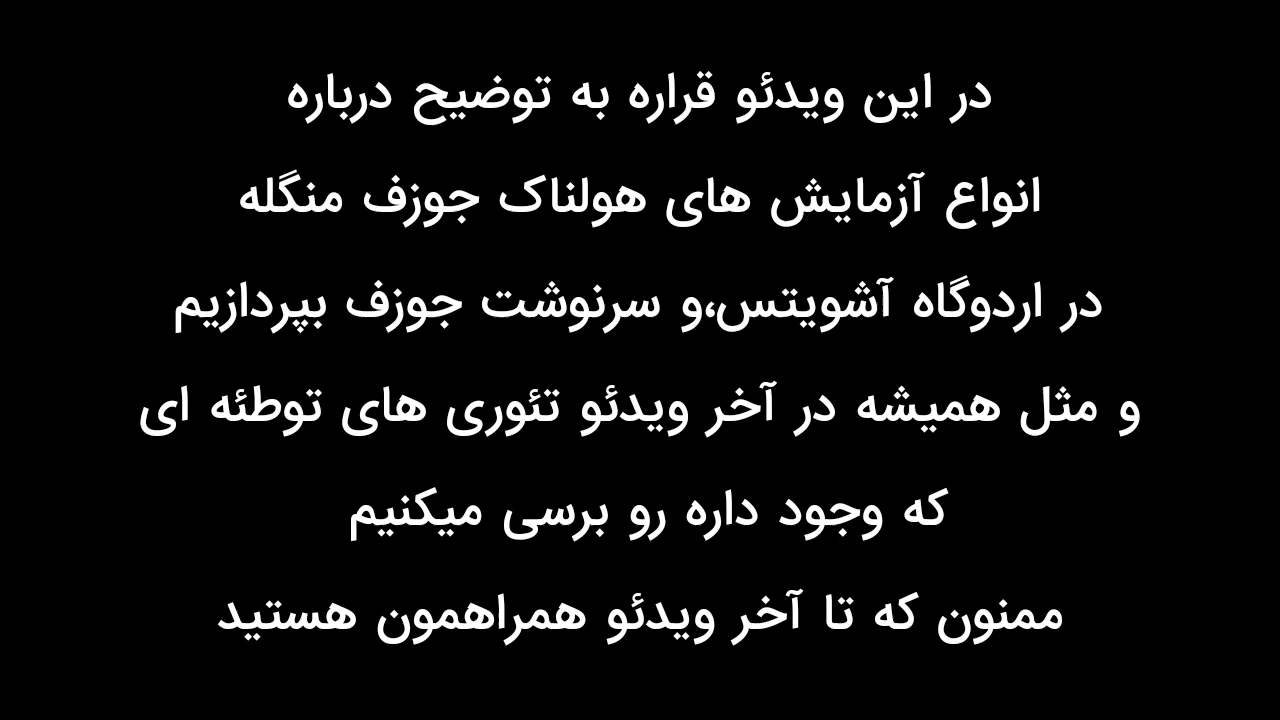 در این ویدئو قراره به توضیح درباره
انواع آزمایش های هولناک جوزف منگله
در اردوگاه آشویتس،و سرنوشت جوزف بپردازیم
و مثل همیشه در آخر ویدئو تئوری های توطئه ای
که وجود داره رو برسی میکنیم
ممنون که تا آخر ویدئو همراهمون هستید